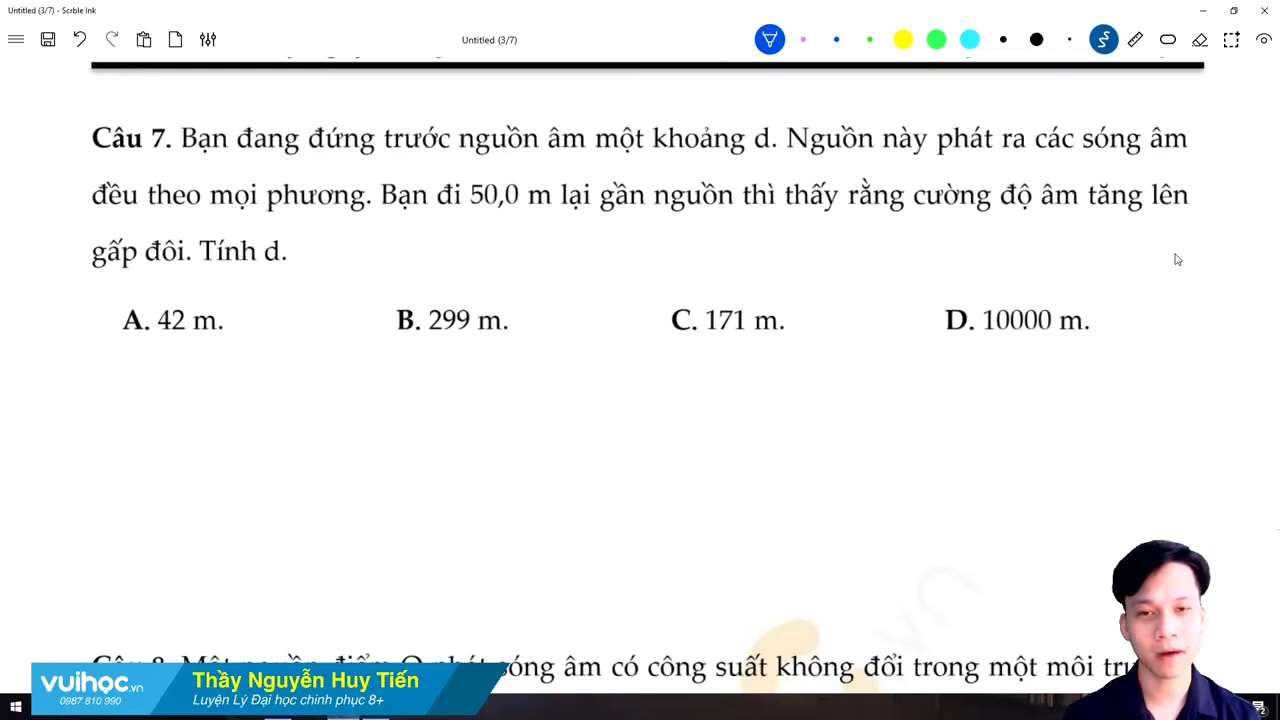 Untitled (3/7) - Scrble Ink
Untitled (3/7)
Câu 7. Bạn đang đứng trước nguồn âm một khoảng d. Nguồn này phát ra các sóng âm
đều theo mọi phương. Bạn đi 50,0 m lại gần nguồn thì thấy rằng cường độ âm tăng lên
gấp đôi. Tính d.
A. 42 m. B. 299 m. C. 171 m. D. 10000 m.
vn
sóng âm có công suất không đổi trong một môi
vuihọc.vn
0987 810 990
Thầy Nguyễn Huy Tiến
Luyện Lý Đại học chinh phục 8+